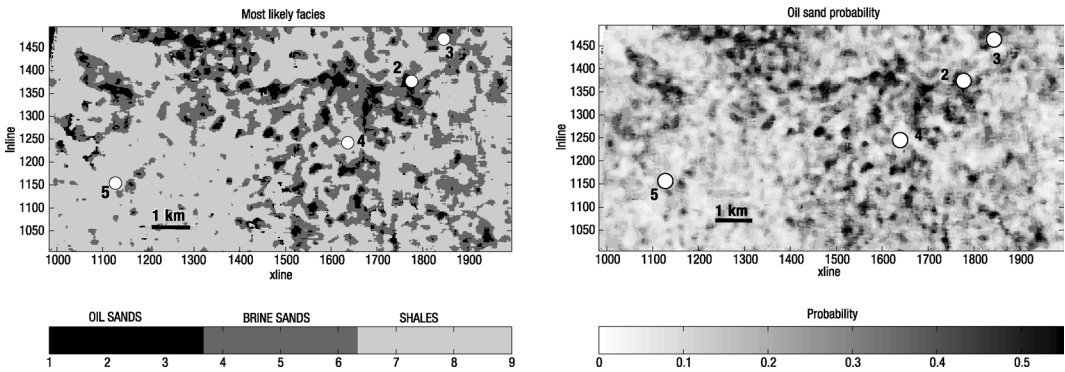 Most likely facies
1450
1400
1350
1300
1250
1200
1150
1100
1050
Inline
3
2
4
5
1 km
1000 1100 1200 1300 1400 1500 1600 1700 1800 1900
xline
OIL SANDS BRINE SANDS SHALES
1 2 3 4 5 6 7 8 9
Oil sand probability
1450
1400
1350
1300
1250
1200
1150
1100
1050
Inline
3
2
4
5
1 km
1000 1100 1200 1300 1400 1500 1600 1700 1800 1900
xline
Probability
0 0.1 0.2 0.3 0.4 0.5